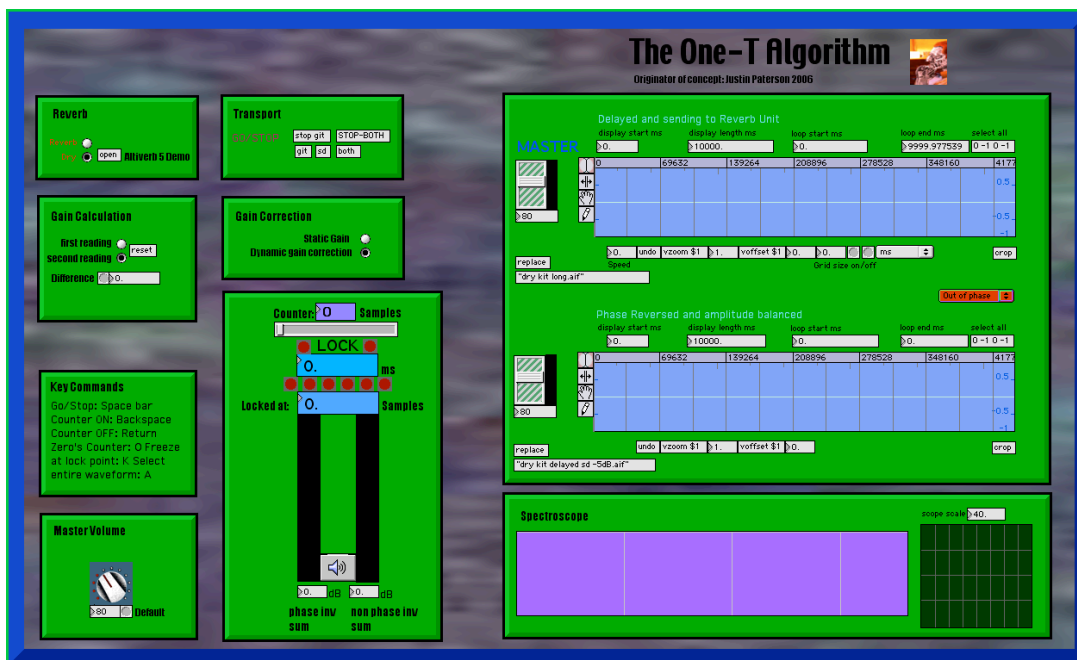 The One-T Algorithm
Originator of concept: Justin Paterson 2006
Reverb
Dry
open
Altiverb 5 Demo
Transport
GO/STOP
stop git
STOP-BOTH
git
sd
both
Gain Calculation
first reading
second reading
reset
Difference
0.
Gain Correction
Static Gain
Dynamic gain correction
Key Commands
Go/Stop: Space bar
Counter ON: Backspace
Counter OFF: Return
Zero's Counter: 0 Freeze
at lock point: K Select
entire waveform: A
Master Volume
80
Default
Counter:
0
Samples
LOCK
0.
ms
Locked at:
0.
Samples
0.
dB
0.
dB
phase inv
sum
non phase inv
sum
Delayed and sending to Reverb Unit
display start ms
display length ms
loop start ms
loop end ms
select all
MASTER
0.
10000.
0.
9999.977539
0 -1 0 -1
0
69632
139264
208896
278528
348160
4177
0.5
-0.5
-1
80
0.
undo
vzoom $1
1.
voffset $1
0.
0.
ms
crop
replace
Speed
Grid size on/off
"dry kit long.aif"
Out of phase
Phase Reversed and amplitude balanced
display start ms
display length ms
loop start ms
loop end ms
select all
0.
10000.
0.
0.
0 -1 0 -1
0
69632
139264
208896
278528
348160
4177
0.5
-0.5
-1
80
undo
vzoom $1
1.
voffset $1
0.
crop
replace
"dry kit delayed sd -5dB.aif"
Spectroscope
scope scale
40.